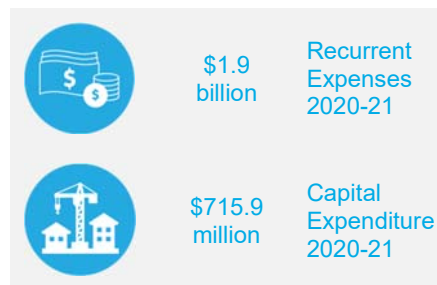 $1.9
billion
Recurrent
Expenses
2020-21
$715.9
million
Capital
Expenditure
2020-21